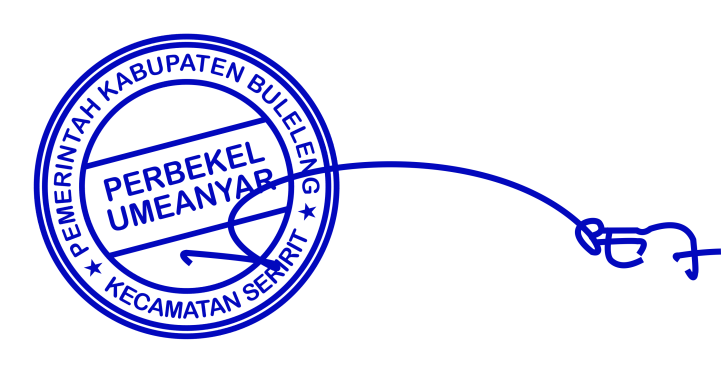 PEMERINTAH KABUPATEN BULELENG
PERBEKEL
UMEANYAR
★ KECAMATAN SERIRIT ★